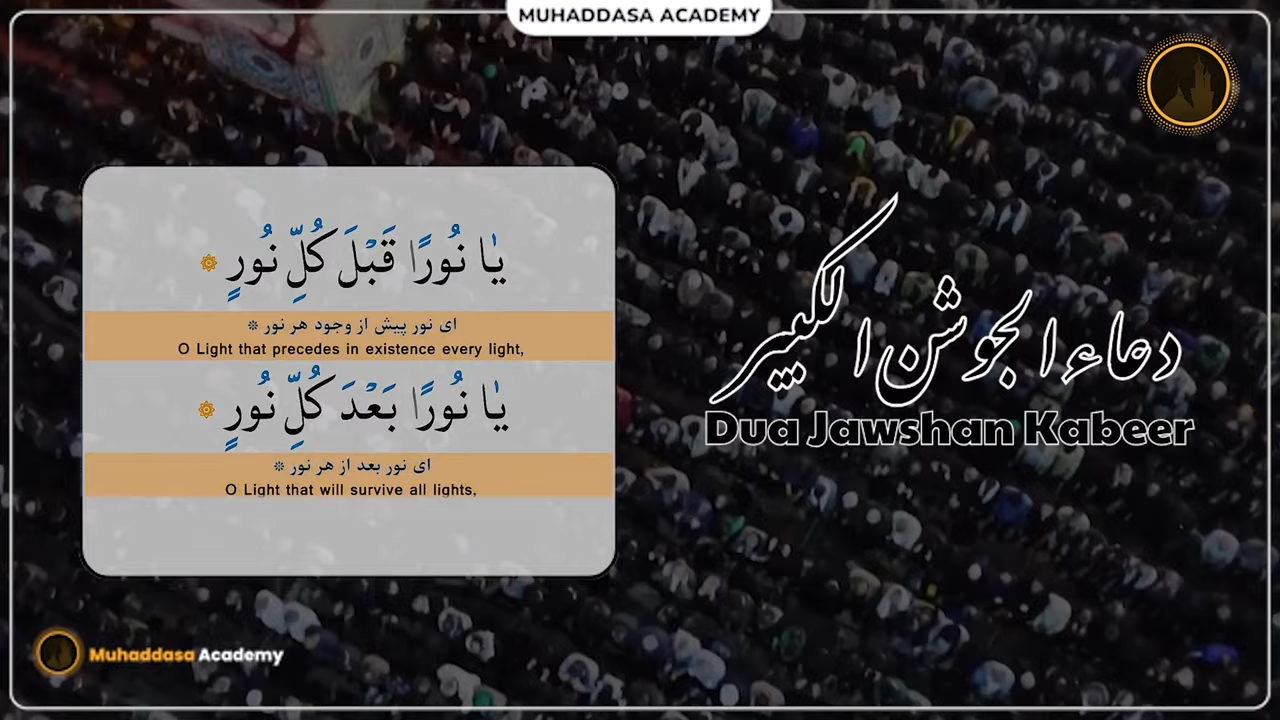 MUHADDASA ACADEMY
يٰا نُورًا قَبْلَ كُلِّ نُورٍ ۞
ای نور پیش از وجود هر نور ۞
O Light that precedes in existence every light,
يٰا نُورًا بَعْدَ كُلِّ نُورٍ ۞
ای نور بعد از هر نور ۞
O Light that will survive all lights,
دعاء الجوشن الكبير
Dua Jawshan Kabeer
Muhaddasa Academy